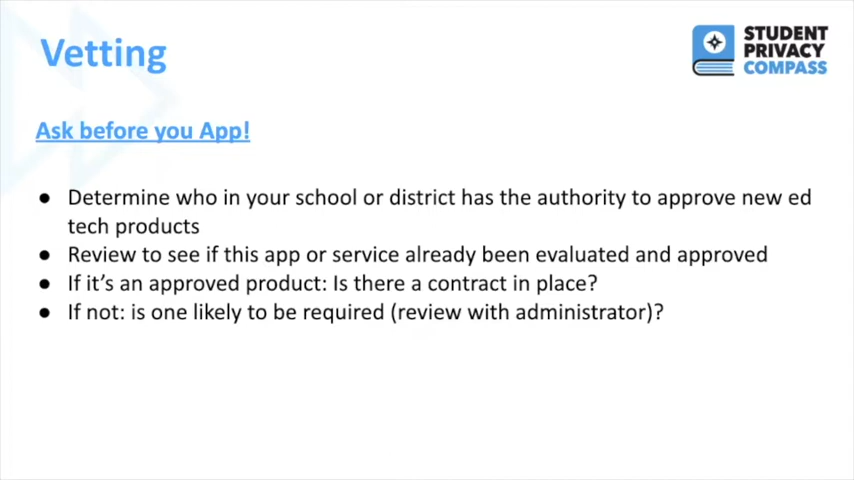 Vetting
STUDENT
PRIVACY
COMPASS
Ask before you App!
● Determine who in your school or district has the authority to approve new ed
tech products
● Review to see if this app or service already been evaluated and approved
● If it’s an approved product: Is there a contract in place?
● If not: is one likely to be required (review with administrator)?